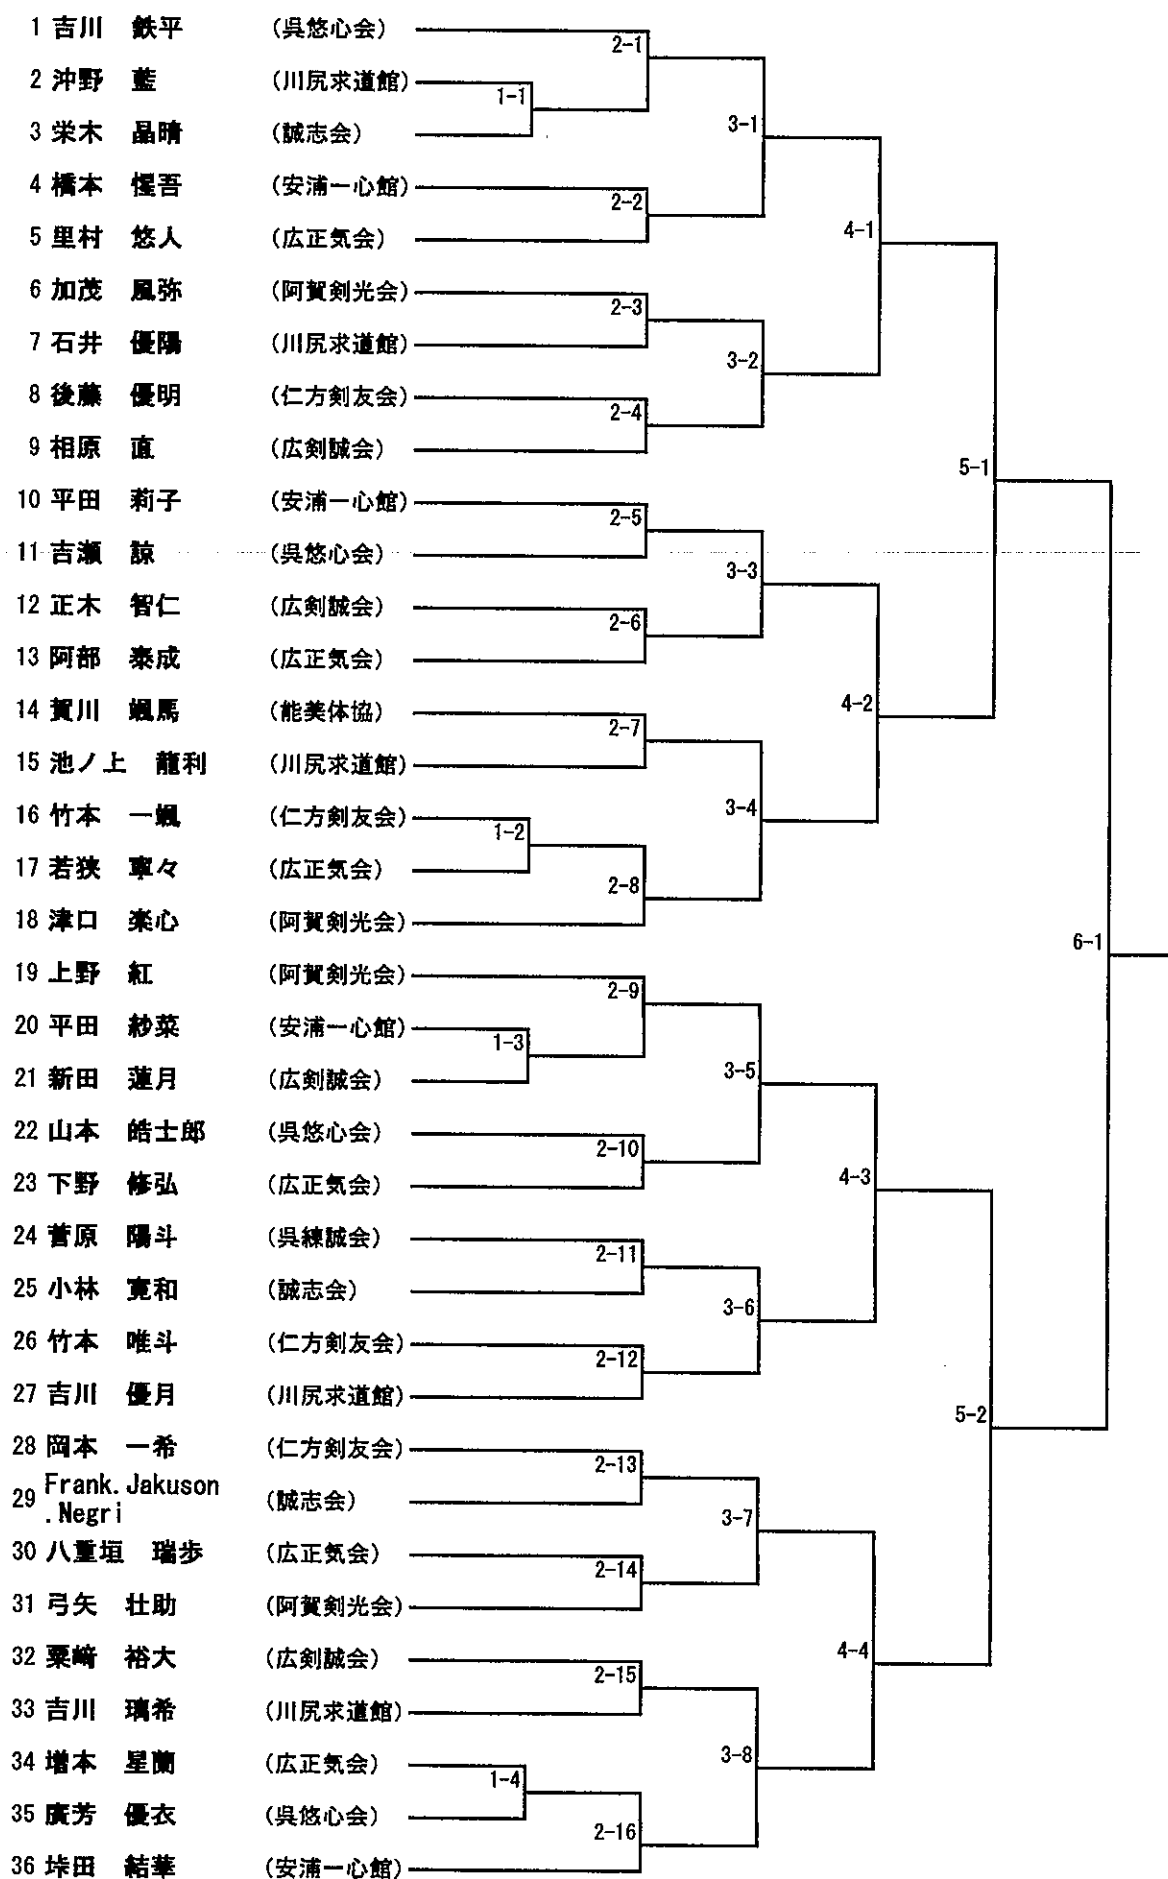 1 吉川 鉄平 (呉悠心会)
2-1
2 沖野 藍 (川尻求道館)
1-1
3 栄木 晶晴 (誠志会)
3-1
4 橋本 惺吾 (安浦一心館)
2-2
5 里村 悠人 (広正気会)
4-1
6 加茂 風弥 (阿賀剣光会)
2-3
7 石井 優陽 (川尻求道館)
3-2
8 後藤 優明 (仁方剣友会)
2-4
9 相原 直 (広剣誠会)
5-1
10 平田 莉子 (安浦一心館)
2-5
11 吉瀬 諒 (呉悠心会)
3-3
12 正木 智仁 (広剣誠会)
2-6
13 阿部 泰成 (広正気会)
4-2
14 賀川 颯馬 (能美体協)
2-7
15 池ノ上 龍利 (川尻求道館)
3-4
16 竹本 一颯 (仁方剣友会)
1-2
17 若狭 寧々 (広正気会)
2-8
18 津口 楽心 (阿賀剣光会)
6-1
19 上野 紅 (阿賀剣光会)
2-9
20 平田 紗菜 (安浦一心館)
1-3
21 新田 蓮月 (広剣誠会)
3-5
22 山本 皓士郎 (呉悠心会)
2-10
23 下野 修弘 (広正気会)
4-3
24 菅原 陽斗 (呉練誠会)
2-11
25 小林 寛和 (誠志会)
3-6
26 竹本 唯斗 (仁方剣友会)
2-12
27 吉川 優月 (川尻求道館)
5-2
28 岡本 一希 (仁方剣友会)
2-13
29 Frank.Jakuson
.Negri (誠志会)
3-7
30 八重垣 瑞歩 (広正気会)
2-14
31 弓矢 壮助 (阿賀剣光会)
4-4
32 粟﨑 裕大 (広剣誠会)
2-15
33 吉川 璃希 (川尻求道館)
3-8
34 増本 星蘭 (広正気会)
1-4
35 廣芳 優衣 (呉悠心会)
2-16
36 垰田 結華 (安浦一心館)